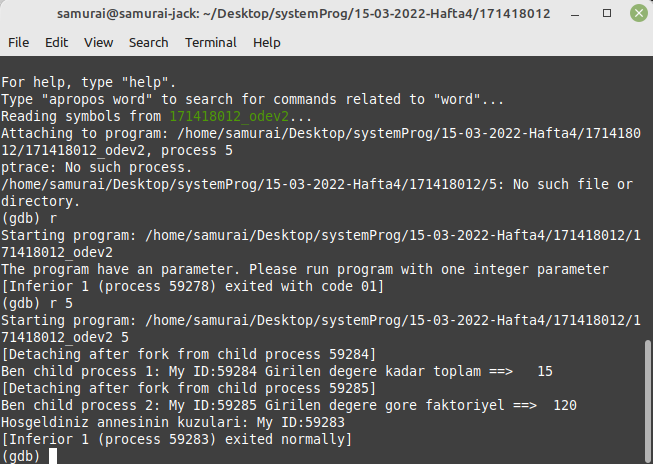 samurai@samurai-jack: ~/Desktop/systemProg/15-03-2022-Hafta4/171418012
File Edit View Search Terminal Help
For help, type "help".
Type "apropos word" to search for commands related to "word"...
Reading symbols from 171418012_odev2...
Attaching to program: /home/samurai/Desktop/systemProg/15-03-2022-Hafta4/1714180
12/171418012_odev2, process 5
ptrace: No such process.
/home/samurai/Desktop/systemProg/15-03-2022-Hafta4/171418012/5: No such file or
directory.
(gdb) r
Starting program: /home/samurai/Desktop/systemProg/15-03-2022-Hafta4/171418012/1
71418012_odev2
The program have an parameter. Please run program with one integer parameter
[Inferior 1 (process 59278) exited with code 01]
(gdb) r 5
Starting program: /home/samurai/Desktop/systemProg/15-03-2022-Hafta4/171418012/1
71418012_odev2 5
[Detaching after fork from child process 59284]
Ben child process 1: My ID:59284 Girilen degere kadar toplam ==>   15
[Detaching after fork from child process 59285]
Ben child process 2: My ID:59285 Girilen degere gore faktoriyel ==>  120
Hosgeldiniz annesinin kuzulari: My ID:59283
[Inferior 1 (process 59283) exited normally]
(gdb)